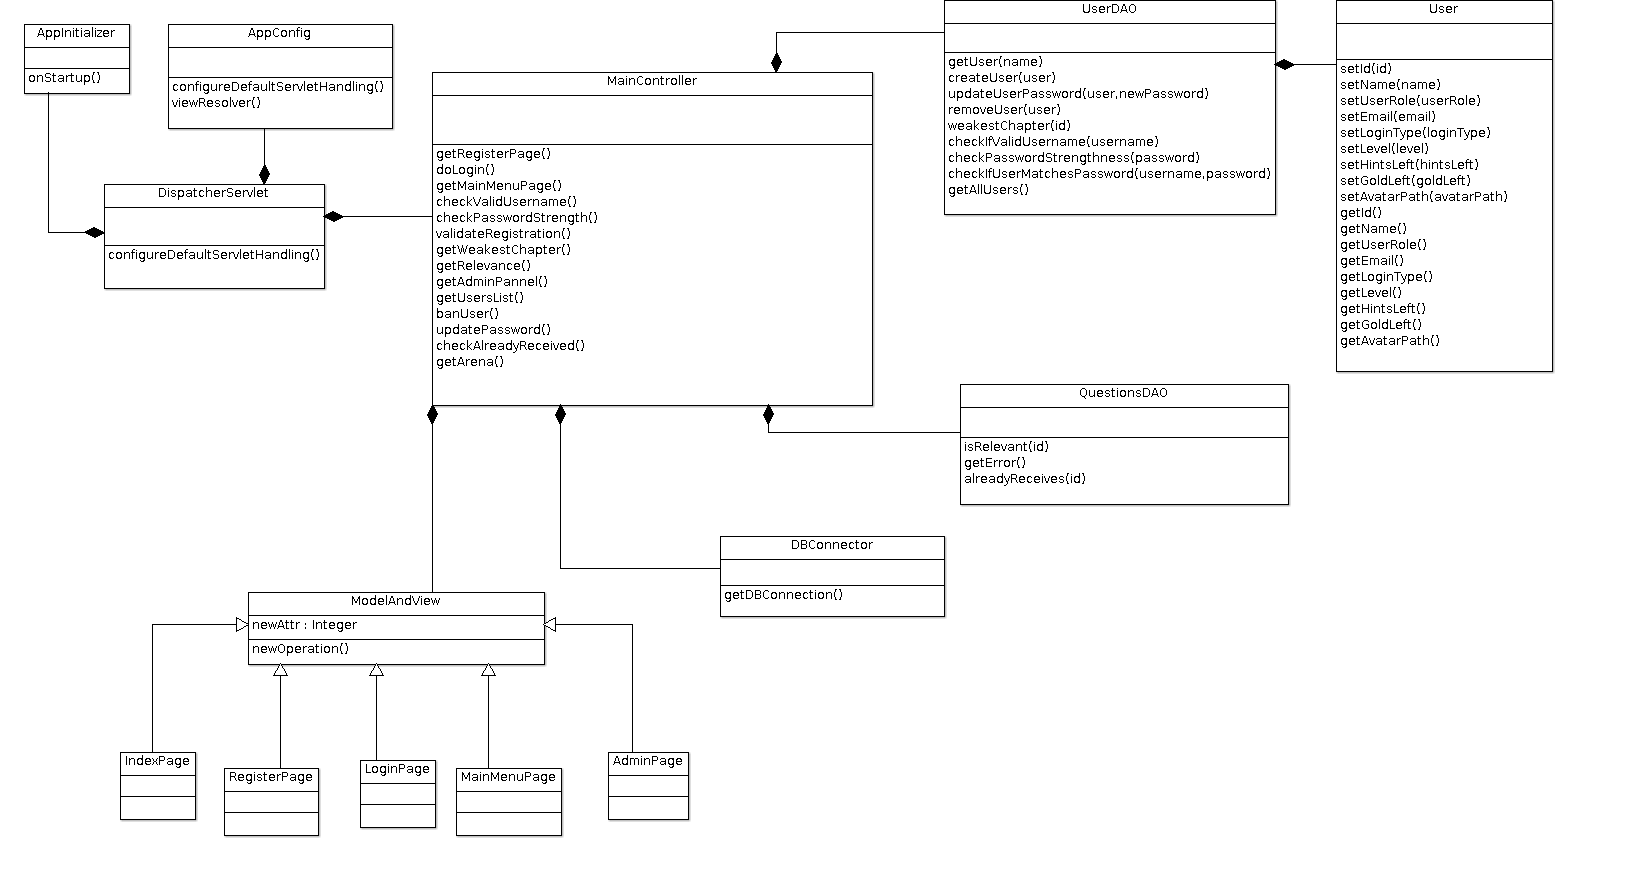 AppInitializer
onStartup()
AppConfig
configureDefaultServletHandling()
viewResolver()
DispatcherServlet
configureDefaultServletHandling()
MainController
getRegisterPage()
doLogin()
getMainMenuPage()
checkValidUsername()
checkPasswordStrength()
validateRegistration()
getWeakestChapter()
getRelevance()
getAdminPannel()
getUsersList()
banUser()
updatePassword()
checkAlreadyReceived()
getArena()
UserDAO
getUser(name)
createUser(user)
updateUserPassword(user,newPassword)
removeUser(user)
weakestChapter(id)
checkIfValidUsername(username)
checkPasswordStrengthness(password)
checkIfUserMatchesPassword(username,password)
getAllUsers()
User
setId(id)
setName(name)
setUserRole(userRole)
setEmail(email)
setLoginType(loginType)
setLevel(level)
setHintsLeft(hintsLeft)
setGoldLeft(goldLeft)
setAvatarPath(avatarPath)
getId()
getName()
getUserRole()
getEmail()
getLoginType()
getLevel()
getHintsLeft()
getGoldLeft()
getAvatarPath()
QuestionsDAO
isRelevant(id)
getError()
alreadyReceives(id)
DBConnector
getDBConnection()
ModelAndView
newAttr : Integer
newOperation()
IndexPage
RegisterPage
LoginPage
MainMenuPage
AdminPage